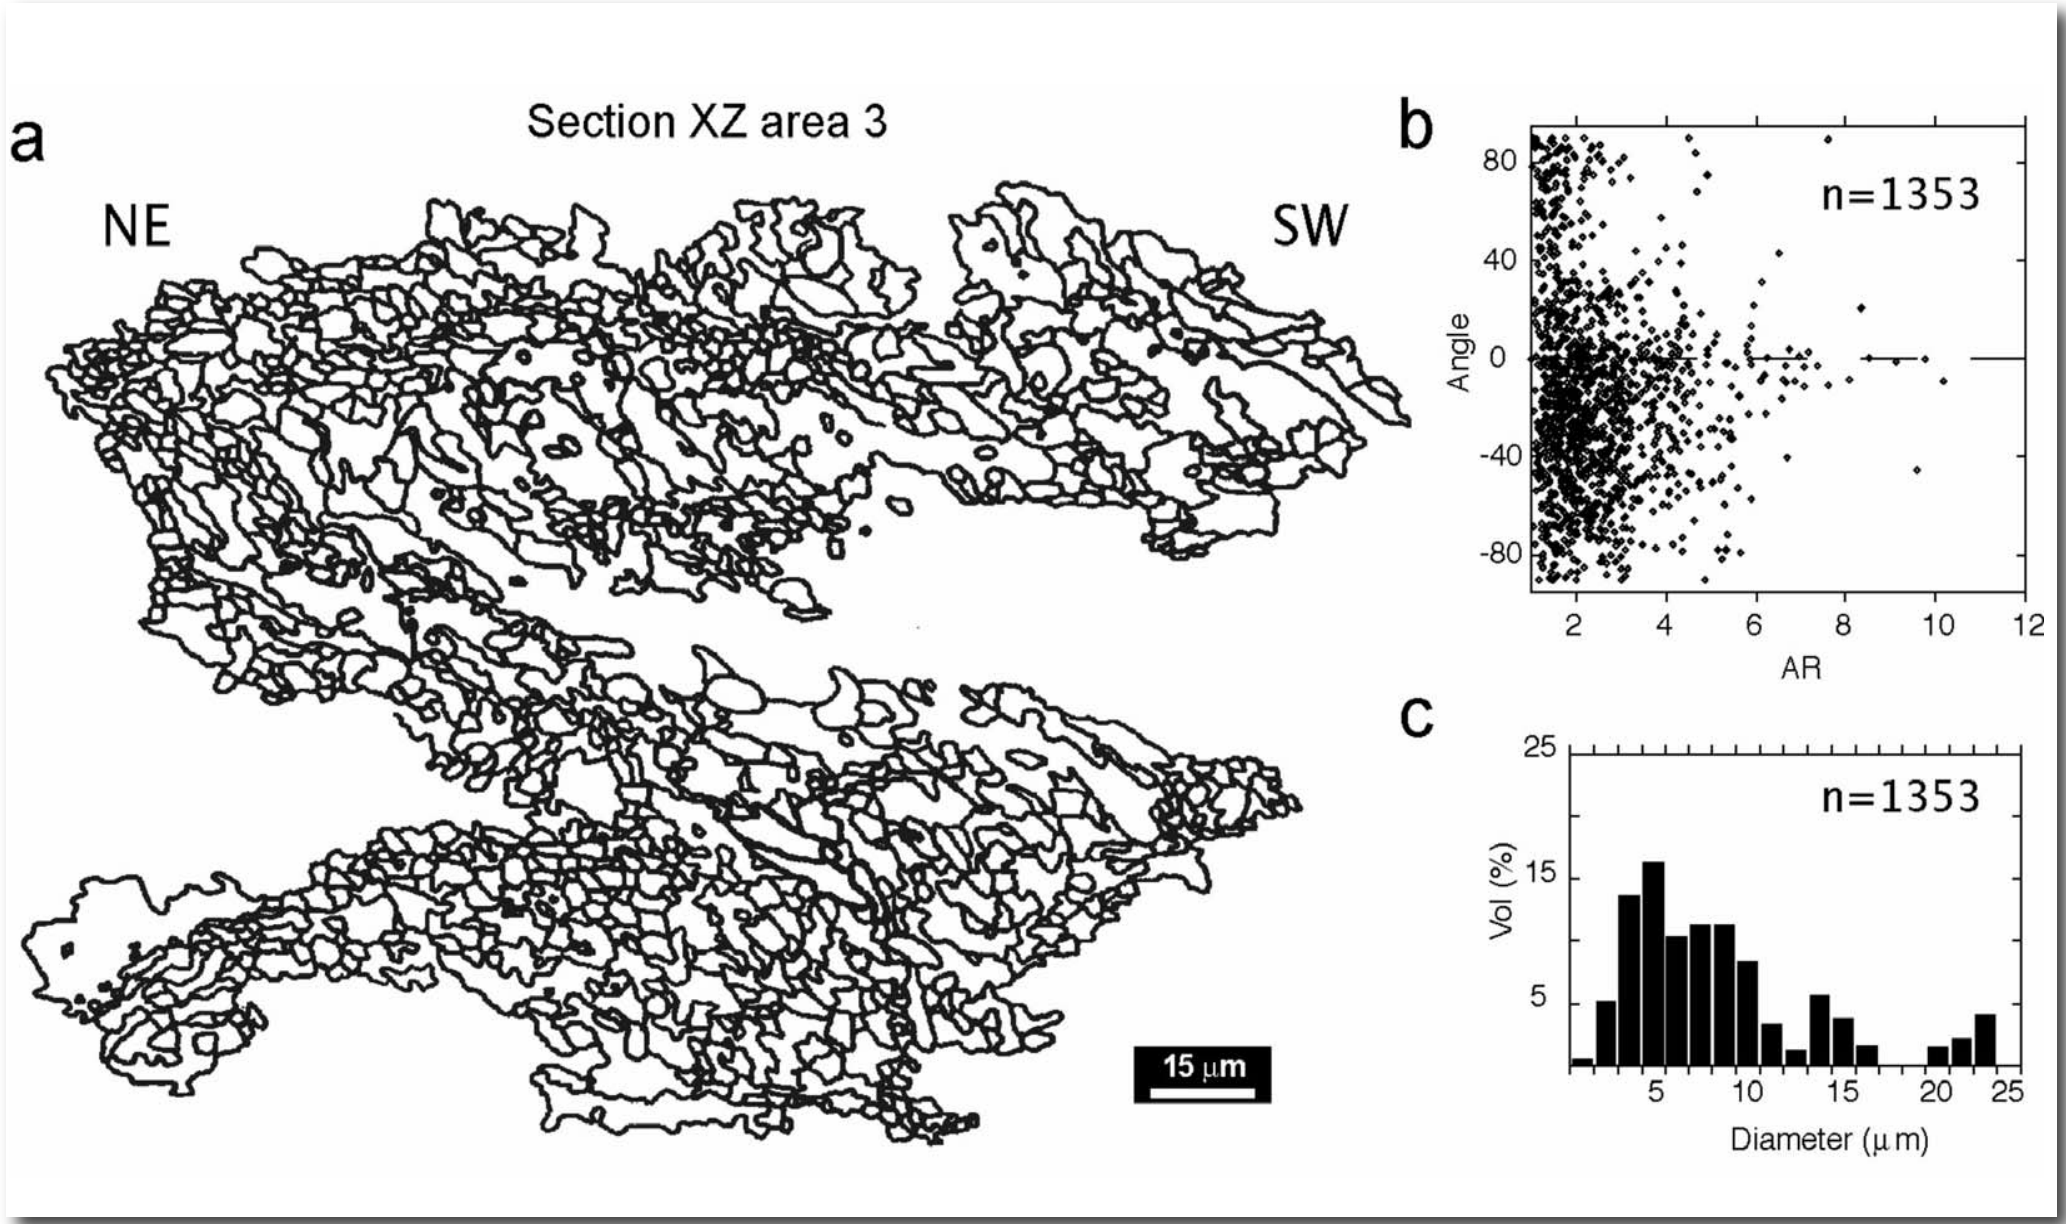 Section XZ area 3
a
NE
SW
15 μm
b
n=1353
80
40
0
-40
-80
Angle
2 4 6 8 10 12
AR
c
n=1353
25
15
5
Vol (%)
5 10 15 20 25
Diameter (μm)